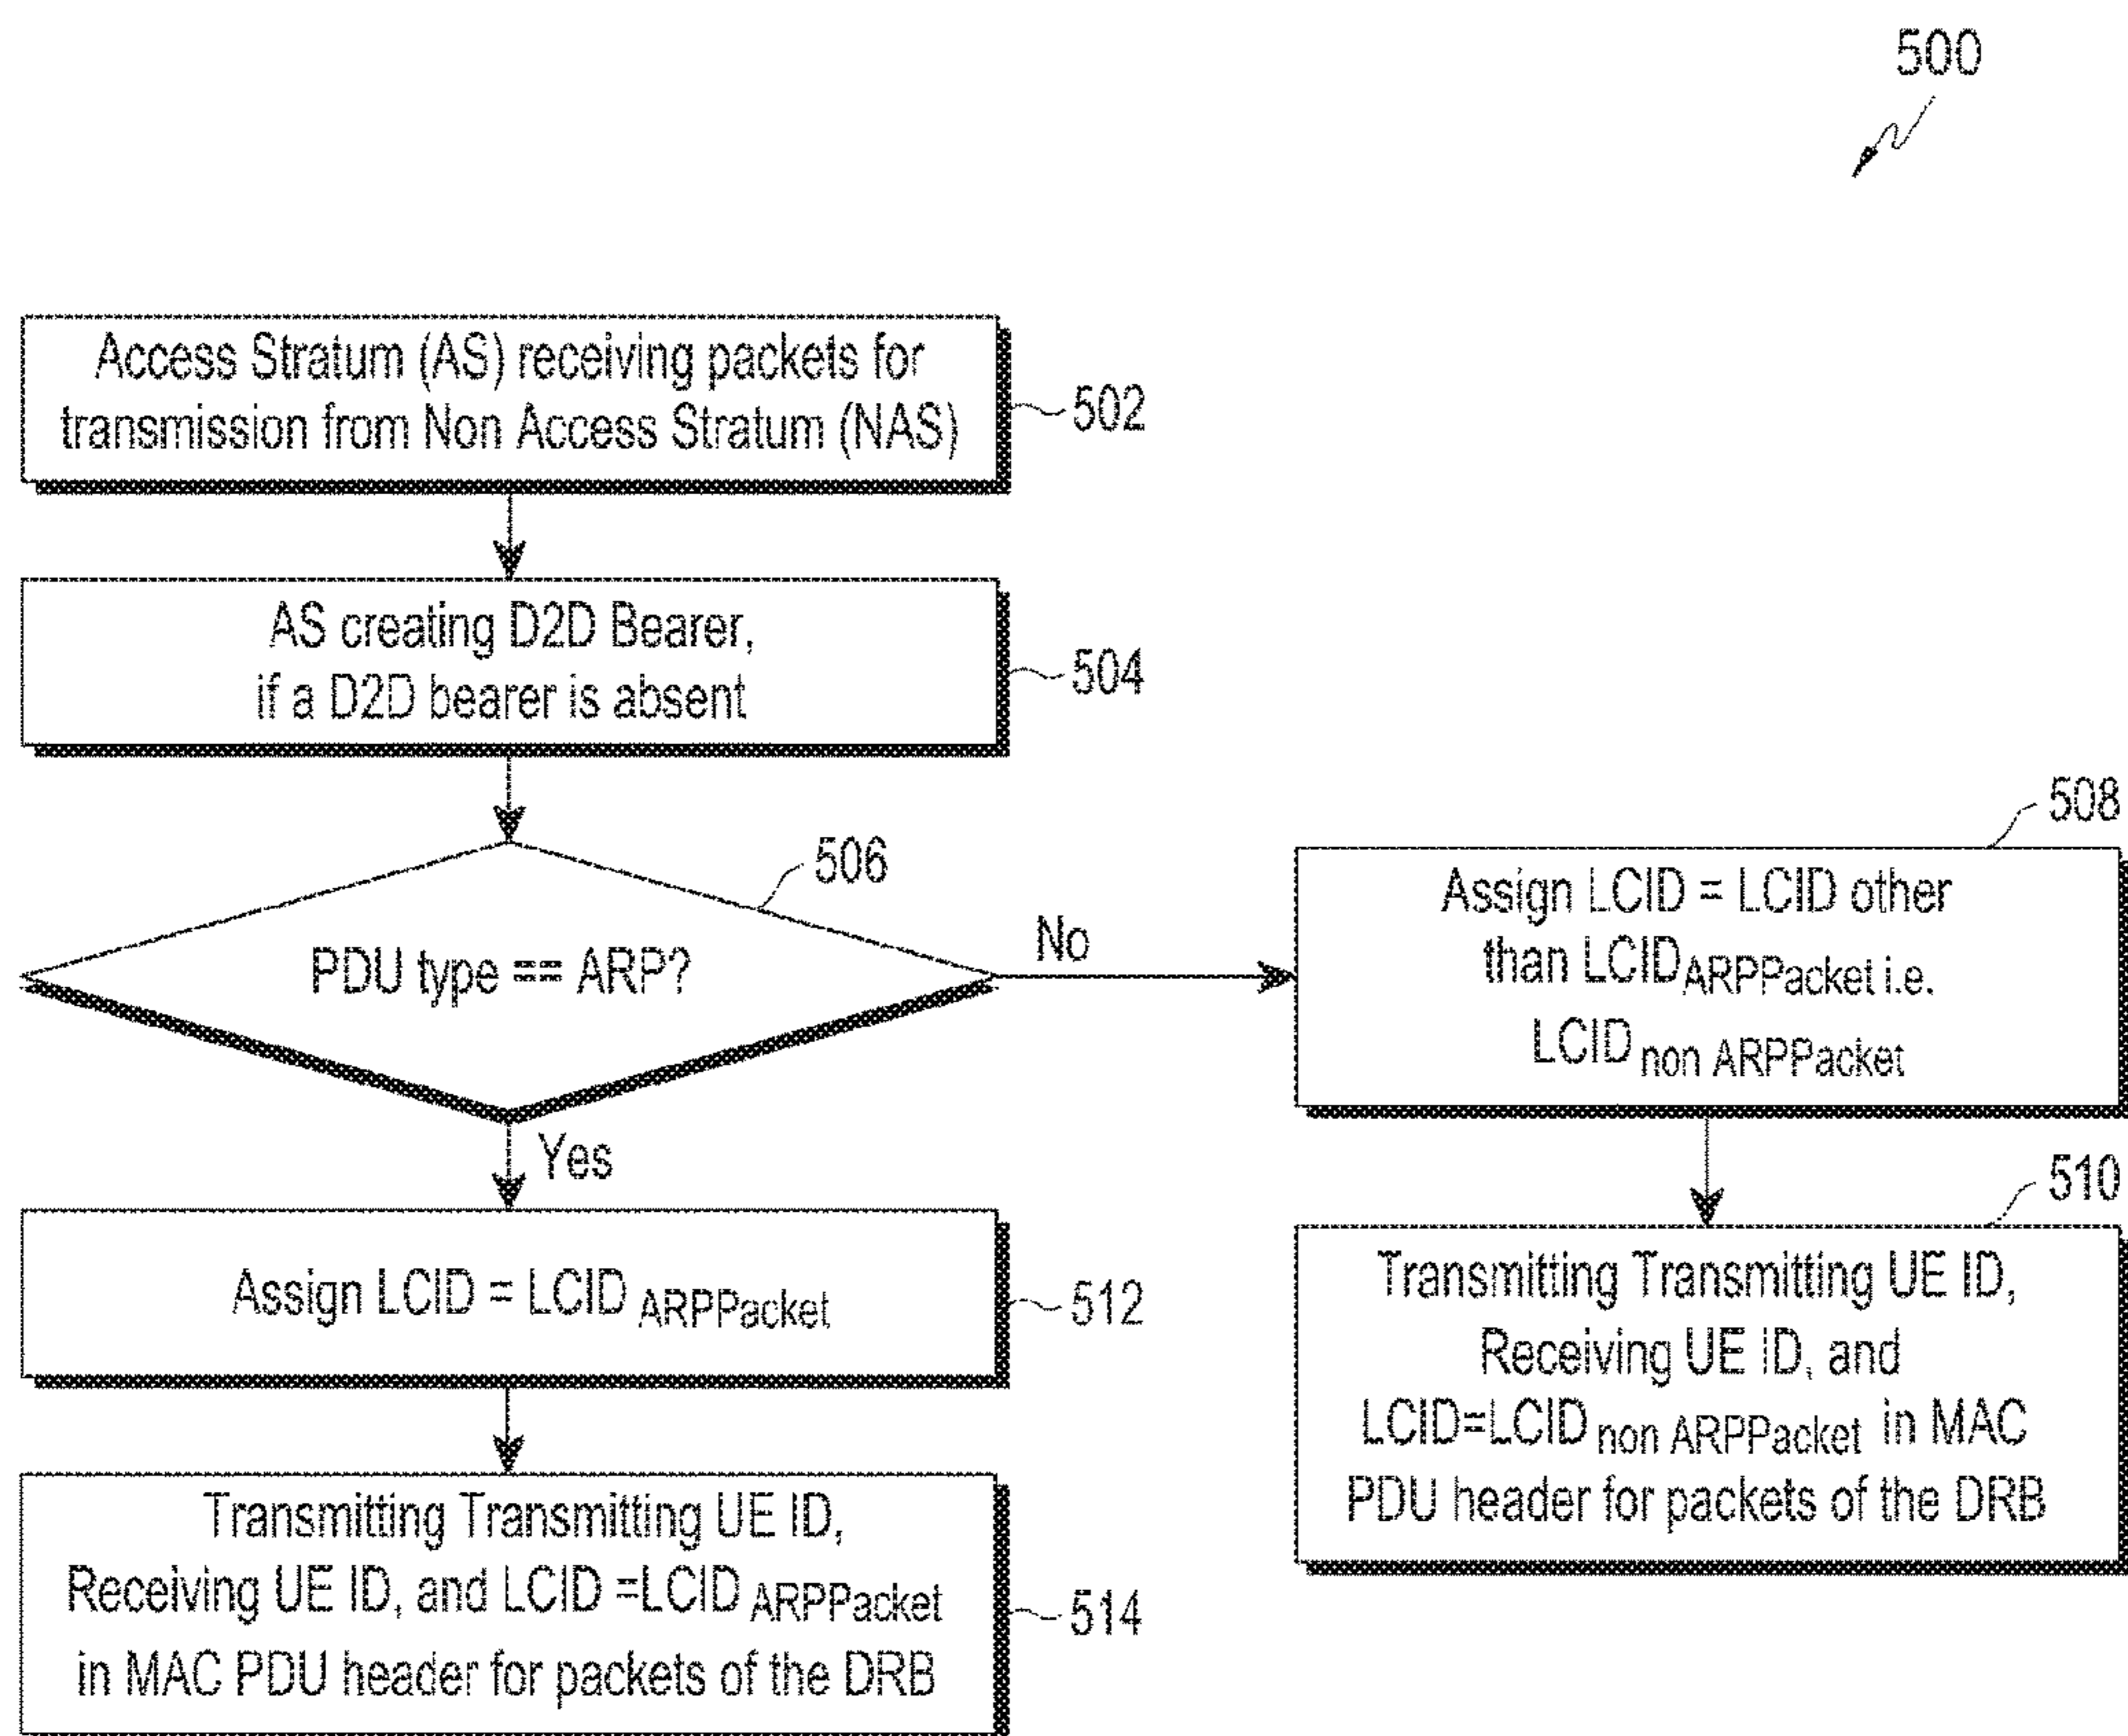 500
Access Stratum (AS) receiving packets for
transmission from Non Access Stratum (NAS)
502
AS creating D2D Bearer,
if a D2D bearer is absent
504
506
PDU type == ARP?
No
Yes
508
Assign LCID = LCID other
than LCID ARPPacket i.e.
LCID non ARPPacket
510
Transmitting Transmitting UE ID,
Receiving UE ID, and
LCID=LCID non ARPPacket in MAC
PDU header for packets of the DRB
Assign LCID = LCID ARPPacket
512
Transmitting Transmitting UE ID,
Receiving UE ID, and LCID =LCID ARPPacket
in MAC PDU header for packets of the DRB
514